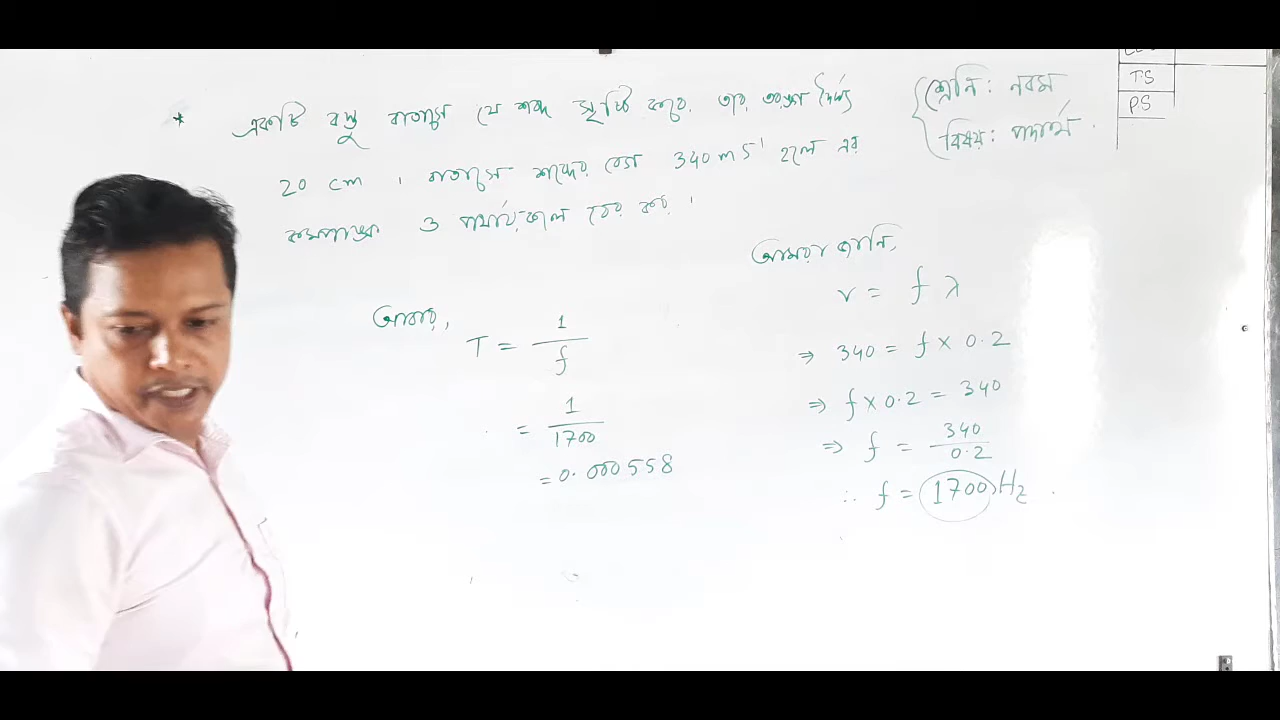 * একটি বস্তু বাতাসে যে শব্দ সৃষ্টি করে তার তরঙ্গ দৈর্ঘ্য
20 cm । বাতাসে শব্দের বেগ 340 ms⁻¹ হলে এর
কম্পাঙ্ক ও পর্যায়কাল বের কর ।
শ্রেনি: নবম
বিষয়: পদার্থ
TS
PS
আমরা জানি,
v = f λ
⇒ 340 = f × 0.2
⇒ f × 0.2 = 340
⇒ f = 340 / 0.2
∴ f = 1700 Hz
আবার,
T = 1 / f
= 1 / 1700
= 0.000558